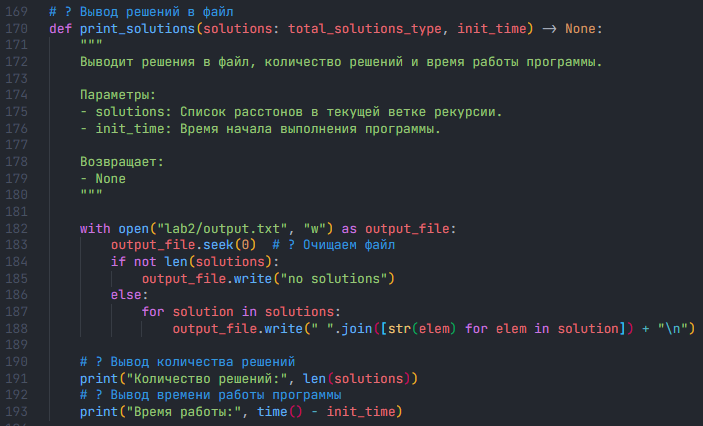 169 # ? Вывод решений в файл
170 def print_solutions(solutions: total_solutions_type, init_time) -> None:
171     """
172     Выводит решения в файл, количество решений и время работы программы.
173
174     Параметры:
175     - solutions: Список расстонов в текущей ветке рекурсии.
176     - init_time: Время начала выполнения программы.
177
178     Возвращает:
179     - None
180     """
181
182     with open("lab2/output.txt", "w") as output_file:
183         output_file.seek(0)  # ? Очищаем файл
184         if not len(solutions):
185             output_file.write("no solutions")
186         else:
187             for solution in solutions:
188                 output_file.write(" ".join([str(elem) for elem in solution]) + "\n")
189
190     # ? Вывод количества решений
191     print("Количество решений:", len(solutions))
192     # ? Вывод времени работы программы
193     print("Время работы:", time() - init_time)